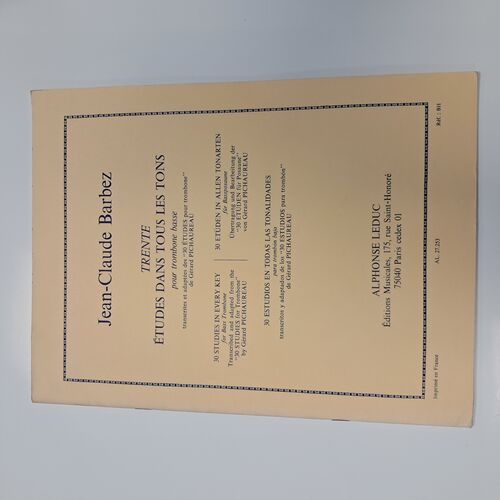 Jean-Claude Barbez
TRENTE
ÉTUDES DANS TOUS LES TONS
pour trombone basse
transcrites et adaptées des "30 ÉTUDES pour trombone"
de Gérard PICHAUREAU
30 STUDIES IN EVERY KEY
for Bass Trombone
Transcribed and adapted from the
"30 STUDIES for Trombone"
by Gérard PICHAUREAU
30 ETÜDEN IN ALLEN TONARTEN
für Bassposaune
Übertragung und Bearbeitung der
"30 ETÜDEN für Posaune"
von Gérard PICHAUREAU
30 ESTUDIOS EN TODAS LAS TONALIDADES
para trombón bajo
transcritos y adaptados de los "30 ESTUDIOS para trombón"
de Gérard PICHAUREAU
ALPHONSE LEDUC
Éditions Musicales, 175, rue Saint-Honoré
75040 Paris cedex 01
Imprimé en France
AL. 27.251
Réf. : BH